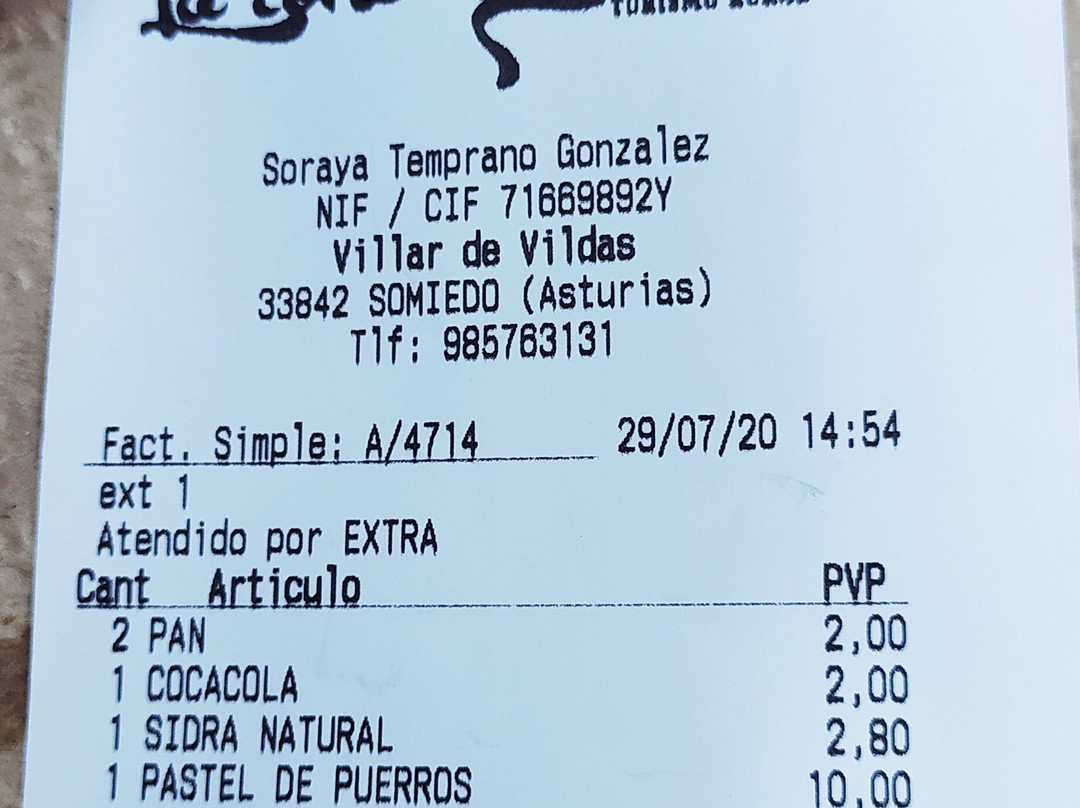 TURISMO RURAL
Soraya Temprano Gonzalez
NIF / CIF 71669892Y
Villar de Vildas
33842 SOMIEDO (Asturias)
Tlf: 985763131
Fact. Simple: A/4714 29/07/20 14:54
ext 1
Atendido por EXTRA
Cant Articulo PVP
2 PAN 2,00
1 COCACOLA 2,00
1 SIDRA NATURAL 2,80
1 PASTEL DE PUERROS 10,00